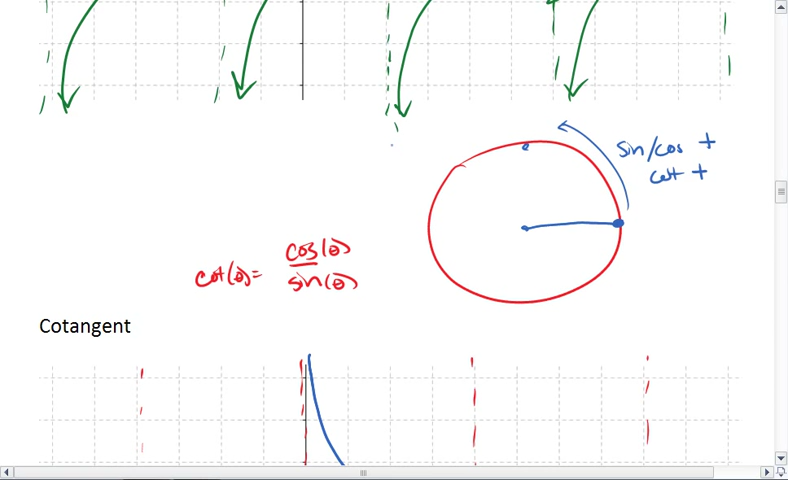 sin/cos +
cot +
cot(θ) = cos(θ)
sin(θ)
Cotangent